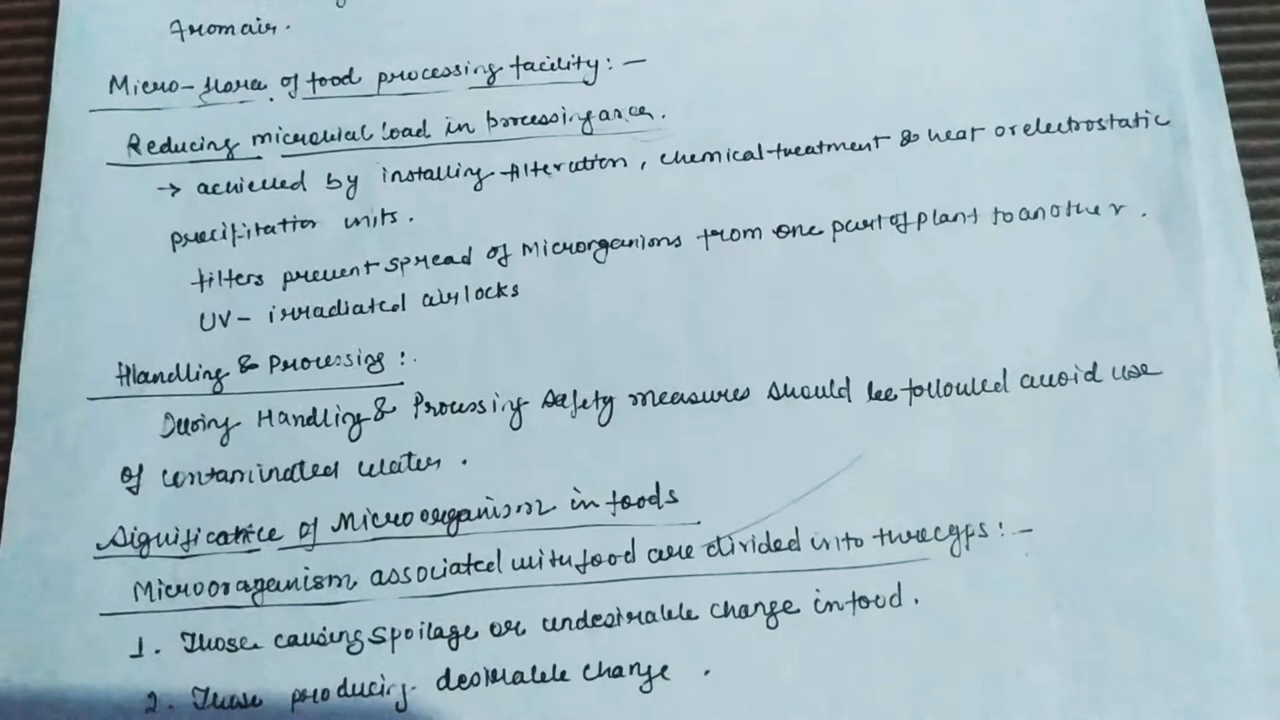 From air.
Micro-flora of food processing facility:-
Reducing microbial load in processing area.
→ achieved by installing filteration, chemical treatment & heat or electrostatic
precipitation units.
filters prevent spread of Microrganions from one part of plant to another.
UV- irradiated airlocks
Handling & Processing:.
During Handling & Processing safety measures should be followed avoid use
of contaminated water.
Significance of Microorganism in foods
Microoraganism associated with food are divided into three gps:-
1. Those causing spoilage or undesirable change in food.
2. Those producing desirable change.